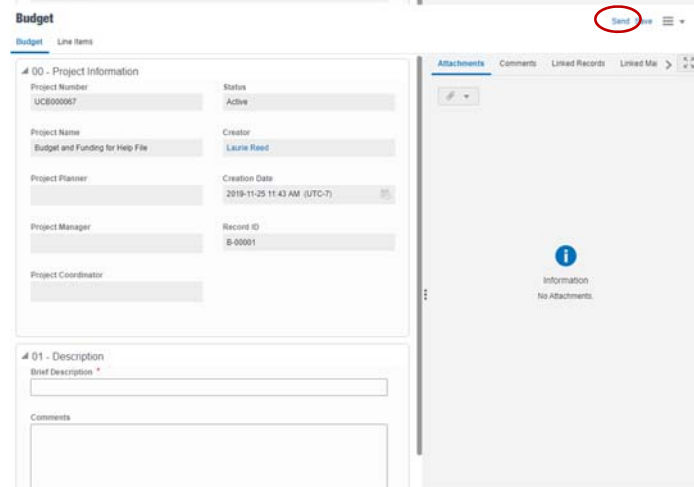 Budget
Send Save
Budget Line Items
00 - Project Information
Project Number
UCB000067
Status
Active
Project Name
Budget and Funding for Help File
Creator
Laurie Reed
Project Planner
Creation Date
2019-11-25 11:43 AM (UTC-7)
Project Manager
Record ID
B-00001
Project Coordinator
01 - Description
Brief Description *
Comments
Attachments Comments Linked Records Linked Mai
Information
No Attachments.